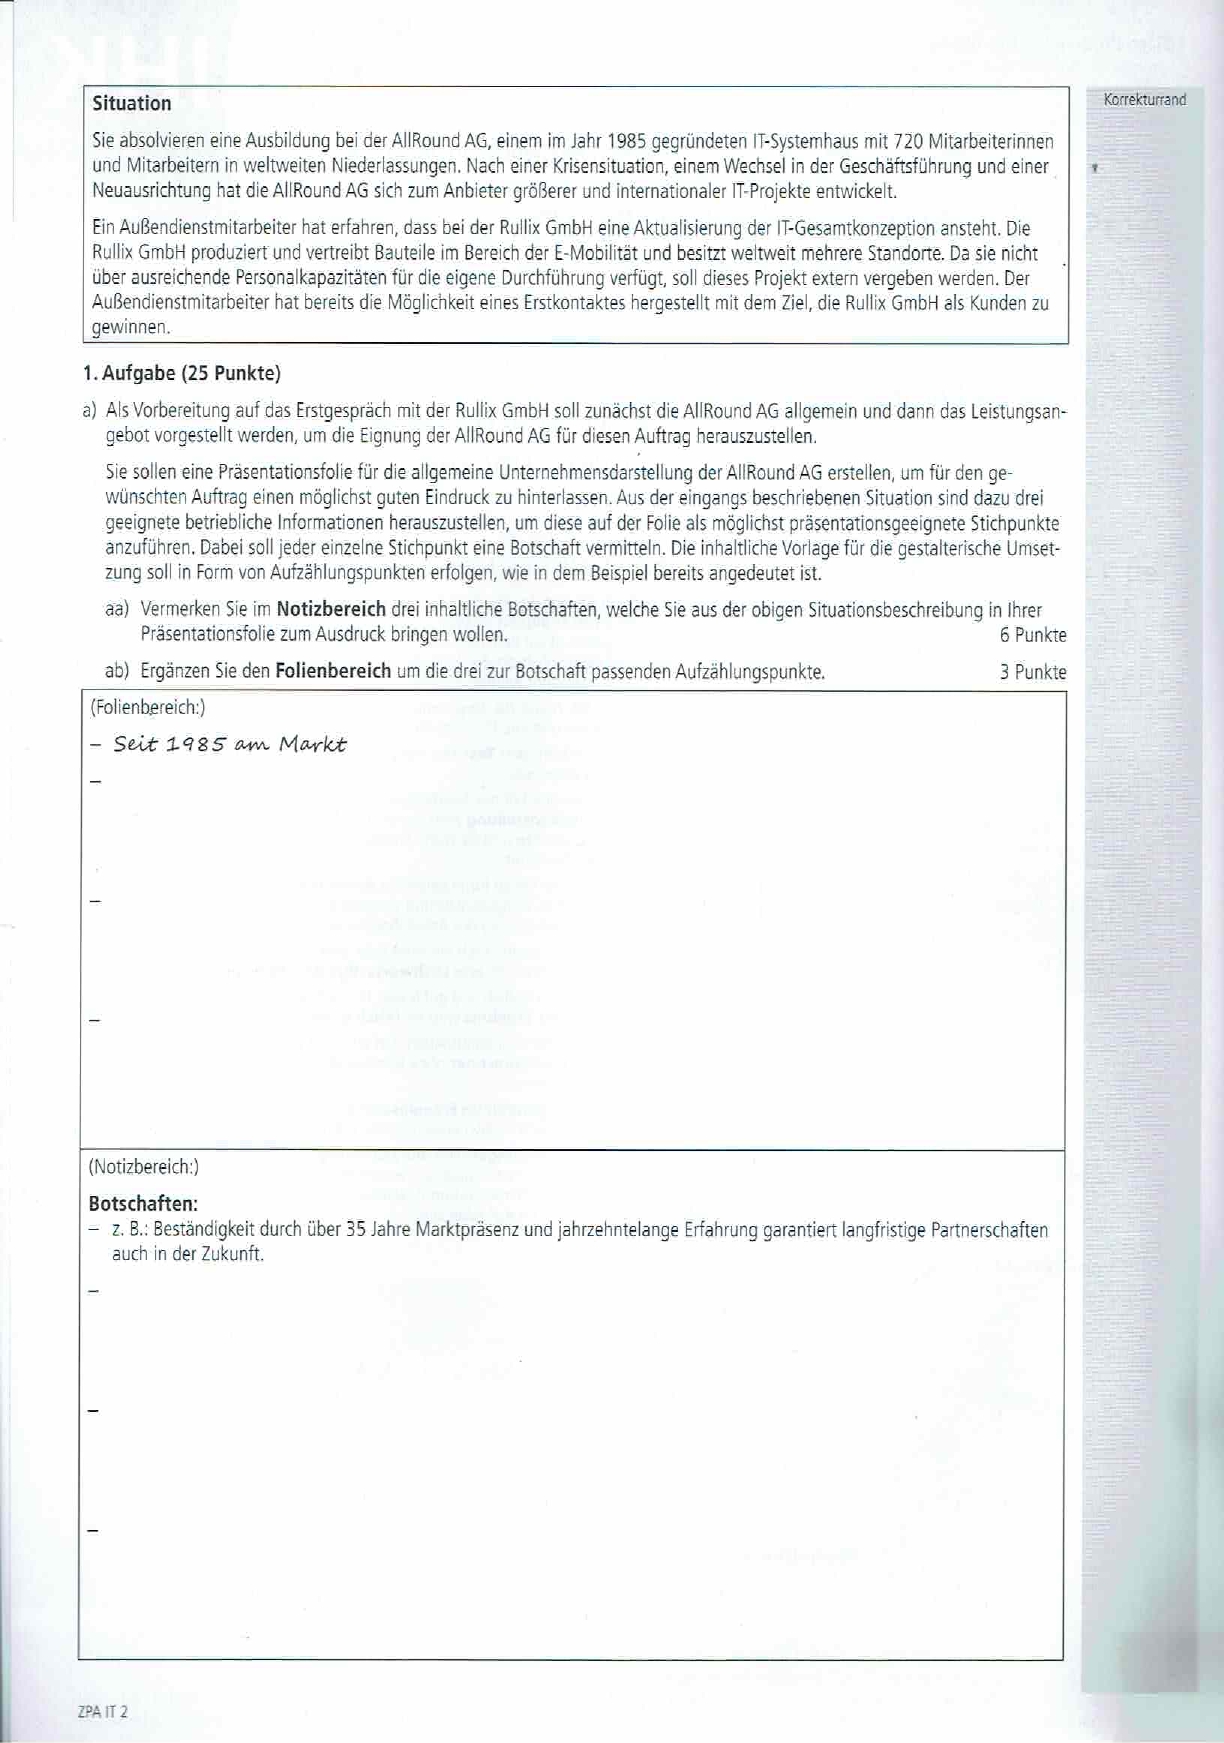 IHK
Situation
Korrekturrand
Sie absolvieren eine Ausbildung bei der AllRound AG, einem im Jahr 1985 gegründeten IT-Systemhaus mit 720 Mitarbeiterinnen
und Mitarbeitern in weltweiten Niederlassungen. Nach einer Krisensituation, einem Wechsel in der Geschäftsführung und einer
Neuausrichtung hat die AllRound AG sich zum Anbieter größerer und internationaler IT-Projekte entwickelt.
Ein Außendienstmitarbeiter hat erfahren, dass bei der Rullix GmbH eine Aktualisierung der IT-Gesamtkonzeption ansteht. Die
Rullix GmbH produziert und vertreibt Bauteile im Bereich der E-Mobilität und besitzt weltweit mehrere Standorte. Da sie nicht
über ausreichende Personalkapazitäten für die eigene Durchführung verfügt, soll dieses Projekt extern vergeben werden. Der
Außendienstmitarbeiter hat bereits die Möglichkeit eines Erstkontaktes hergestellt mit dem Ziel, die Rullix GmbH als Kunden zu
gewinnen.
1. Aufgabe (25 Punkte)
a) Als Vorbereitung auf das Erstgespräch mit der Rullix GmbH soll zunächst die AllRound AG allgemein und dann das Leistungsan-
gebot vorgestellt werden, um die Eignung der AllRound AG für diesen Auftrag herauszustellen.
Sie sollen eine Präsentationsfolie für die allgemeine Unternehmensdarstellung der AllRound AG erstellen, um für den ge-
wünschten Auftrag einen möglichst guten Eindruck zu hinterlassen. Aus der eingangs beschriebenen Situation sind dazu drei
geeignete betriebliche Informationen herauszustellen, um diese auf der Folie als möglichst präsentationsgeeignete Stichpunkte
anzuführen. Dabei soll jeder einzelne Stichpunkt eine Botschaft vermitteln. Die inhaltliche Vorlage für die gestalterische Umset-
zung soll in Form von Aufzählungspunkten erfolgen, wie in dem Beispiel bereits angedeutet ist.
aa) Vermerken Sie im Notizbereich drei inhaltliche Botschaften, welche Sie aus der obigen Situationsbeschreibung in Ihrer
Präsentationsfolie zum Ausdruck bringen wollen. 6 Punkte
ab) Ergänzen Sie den Folienbereich um die drei zur Botschaft passenden Aufzählungspunkte. 3 Punkte
(Folienbereich:)
– Seit 1985 am Markt
–
–
–
(Notizbereich:)
Botschaften:
– z. B.: Beständigkeit durch über 35 Jahre Marktpräsenz und jahrzehntelange Erfahrung garantiert langfristige Partnerschaften
auch in der Zukunft.
–
–
–
ZPA IT 2